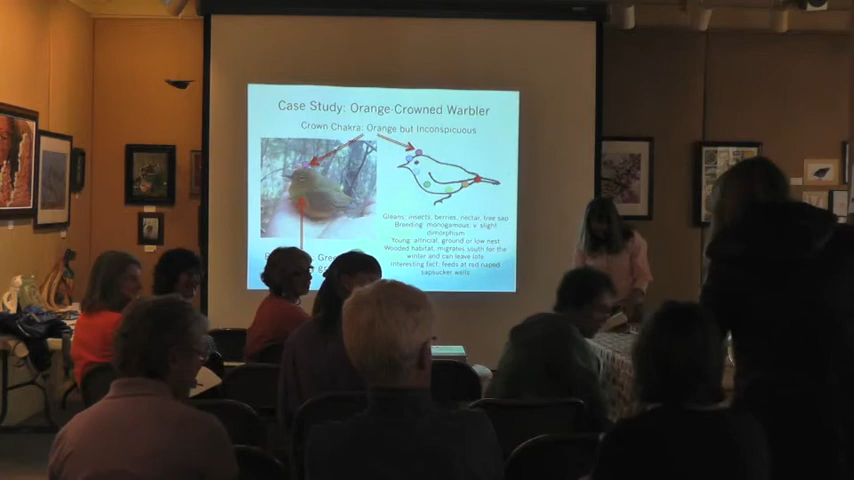 Case Study: Orange-Crowned Warbler
Crown Chakra: Orange but Inconspicuous
Gleans: insects, berries, nectar, tree sap
Breeding: monogamous v slight
dimorphism
Young: altricial, ground or low nest
Wooded habitat, migrates south for the
winter and can leave late
Interesting fact: feeds at red naped
sapsucker wells